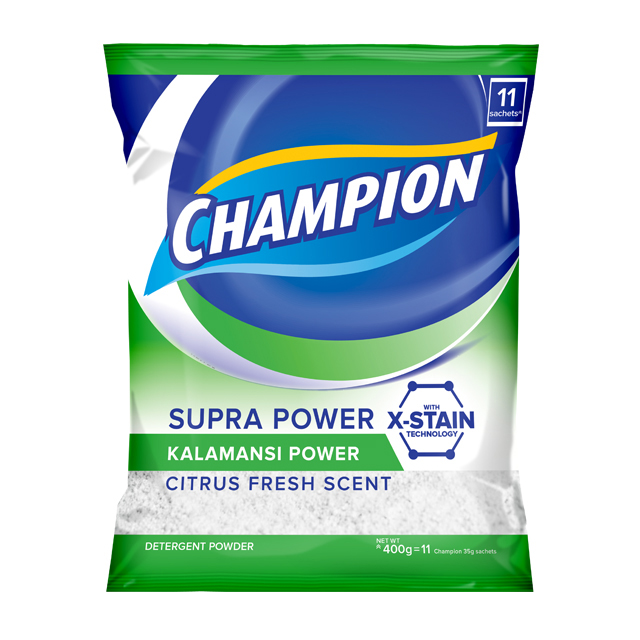 11
sachets*
CHAMPION
SUPRA POWER
WITH
X-STAIN
TECHNOLOGY
KALAMANSI POWER
CITRUS FRESH SCENT
DETERGENT POWDER
NET WT
400g=11 Champion 35g sachets